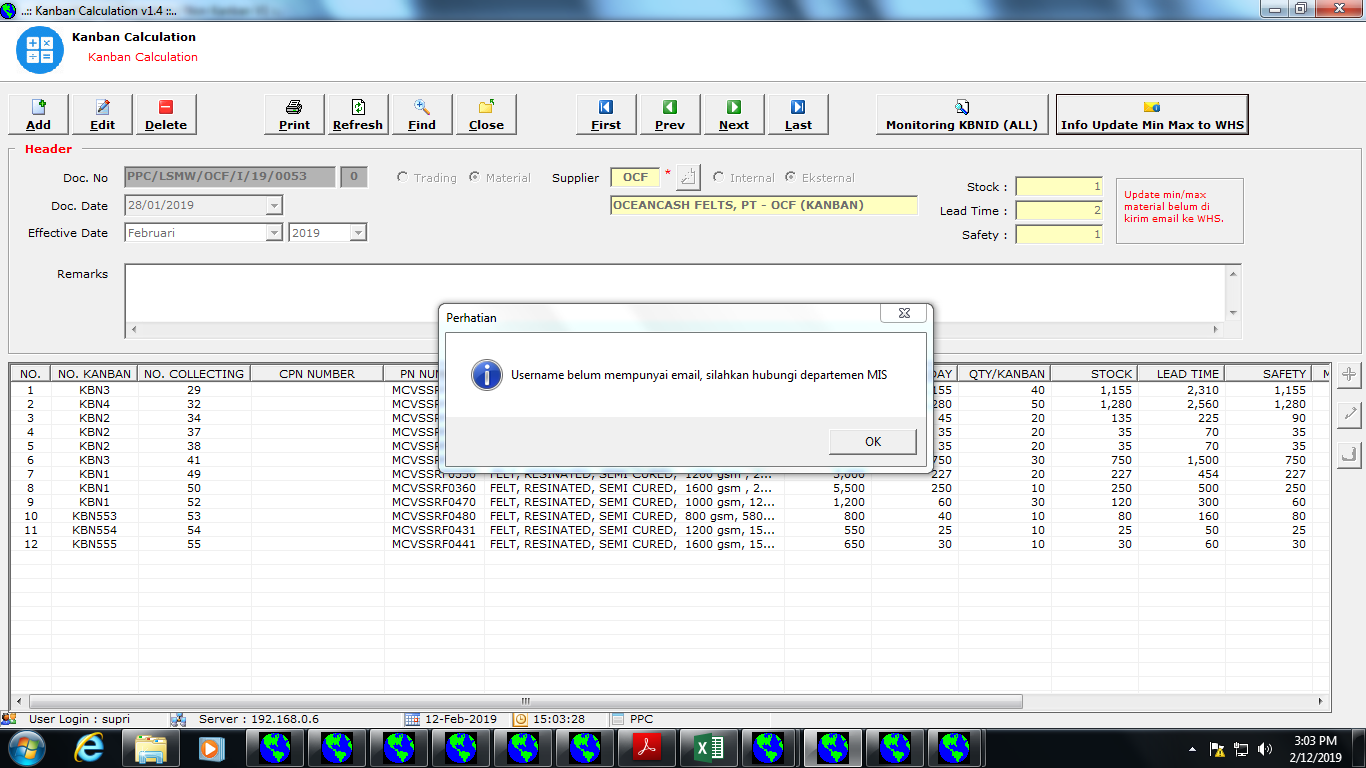 ..:: Kanban Calculation v1.4 ::..
Kanban Calculation
Kanban Calculation
Add
Edit
Delete
Print
Refresh
Find
Close
First
Prev
Next
Last
Monitoring KBNID (ALL)
Info Update Min Max to WHS
Header
Doc. No PPC/LSMW/OCF/I/19/0053 0 Trading Material Supplier OCF * Internal Eksternal
OCEANCASH FELTS, PT - OCF (KANBAN)
Doc. Date 28/01/2019
Effective Date Februari 2019
Stock : 1
Lead Time : 2
Safety : 1
Update min/max
material belum di
kirim email ke WHS.
Remarks
Perhatian
Username belum mempunyai email, silahkan hubungi departemen MIS
OK
NO. NO. KANBAN NO. COLLECTING CPN NUMBER PN NUM DAY QTY/KANBAN STOCK LEAD TIME SAFETY M
1 KBN3 29 MCVSSR 155 40 1,155 2,310 1,155
2 KBN4 32 MCVSSR 280 50 1,280 2,560 1,280
3 KBN2 34 MCVSSR 45 20 135 225 90
4 KBN2 37 MCVSSR 35 20 35 70 35
5 KBN2 38 MCVSSR 35 20 35 70 35
6 KBN3 41 MCVSSR 750 30 750 1,500 750
7 KBN1 49 MCVSSRF0350 FELT, RESINATED, SEMI CURED, 1200 gsm , 2... 5,000 227 20 227 454 227
8 KBN1 50 MCVSSRF0360 FELT, RESINATED, SEMI CURED, 1600 gsm , 2... 5,500 250 10 250 500 250
9 KBN1 52 MCVSSRF0470 FELT, RESINATED, SEMI CURED, 1000 gsm, 12... 1,200 60 30 120 300 60
10 KBN553 53 MCVSSRF0480 FELT, RESINATED, SEMI CURED, 800 gsm, 580... 800 40 10 80 160 80
11 KBN554 54 MCVSSRF0431 FELT, RESINATED, SEMI CURED, 1200 gsm, 15... 550 25 10 25 50 25
12 KBN555 55 MCVSSRF0441 FELT, RESINATED, SEMI CURED, 1600 gsm, 15... 650 30 10 30 60 30
User Login : supri Server : 192.168.0.6 12-Feb-2019 15:03:28 PPC
3:03 PM
2/12/2019